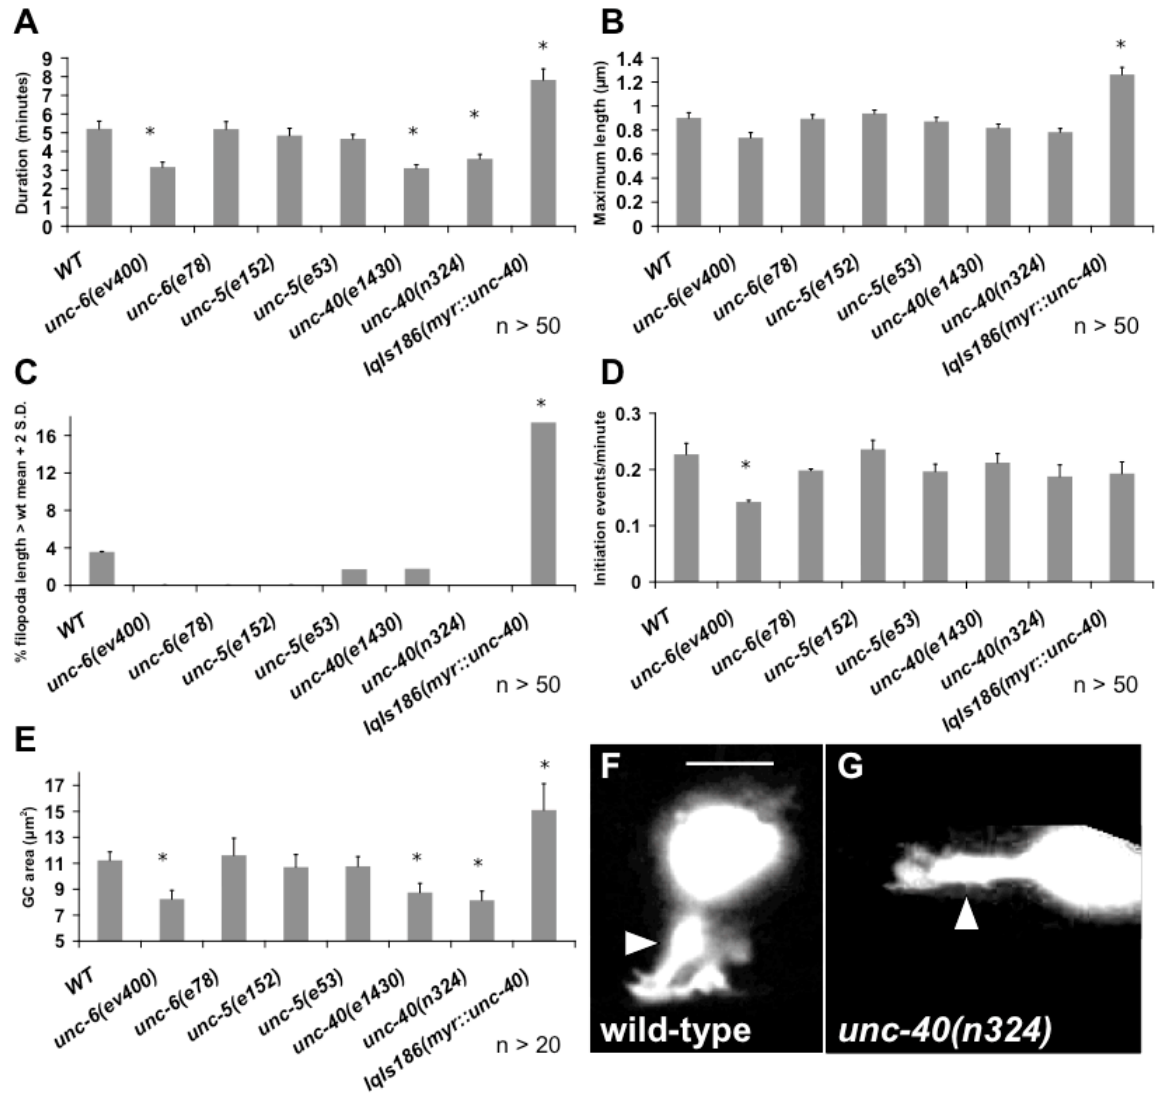 A
Duration (minutes)
9
8
7
6
5
4
3
2
1
0
*
*
*
*
WT
unc-6(ev400)
unc-6(e78)
unc-5(e152)
unc-5(e53)
unc-40(e1430)
unc-40(n324)
lqIs186(myr::unc-40)
n > 50
B
Maximum length (µm)
1.4
1.2
1
0.8
0.6
0.4
0.2
0
*
WT
unc-6(ev400)
unc-6(e78)
unc-5(e152)
unc-5(e53)
unc-40(e1430)
unc-40(n324)
lqIs186(myr::unc-40)
n > 50
C
% filopoda length > wt mean + 2 S.D.
16
12
8
4
0
*
WT
unc-6(ev400)
unc-6(e78)
unc-5(e152)
unc-5(e53)
unc-40(e1430)
unc-40(n324)
lqIs186(myr::unc-40)
n > 50
D
Initiation events/minute
0.3
0.2
0.1
0
*
WT
unc-6(ev400)
unc-6(e78)
unc-5(e152)
unc-5(e53)
unc-40(e1430)
unc-40(n324)
lqIs186(myr::unc-40)
n > 50
E
GC area (µm²)
17
15
13
11
9
7
5
*
*
*
*
WT
unc-6(ev400)
unc-6(e78)
unc-5(e152)
unc-5(e53)
unc-40(e1430)
unc-40(n324)
lqIs186(myr::unc-40)
n > 20
F
wild-type
G
unc-40(n324)